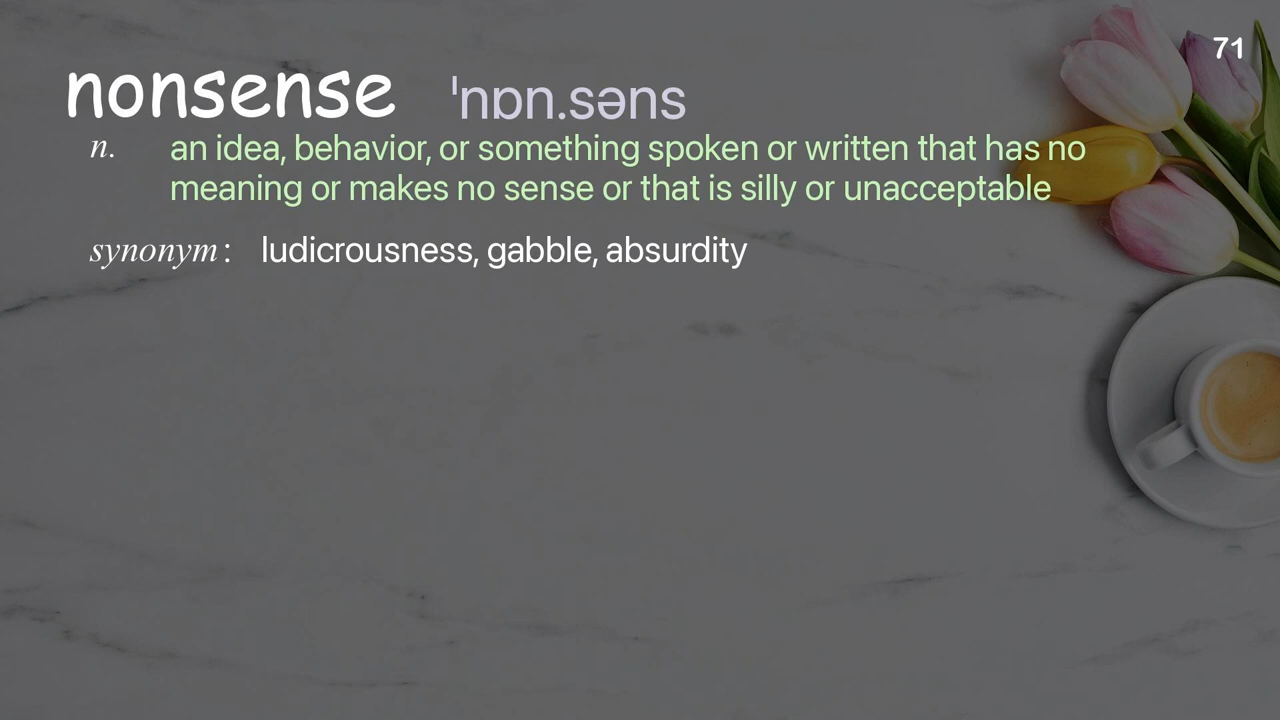 71
nonsense ˈnɒn.səns
n. an idea, behavior, or something spoken or written that has no
meaning or makes no sense or that is silly or unacceptable
synonym : ludicrousness, gabble, absurdity